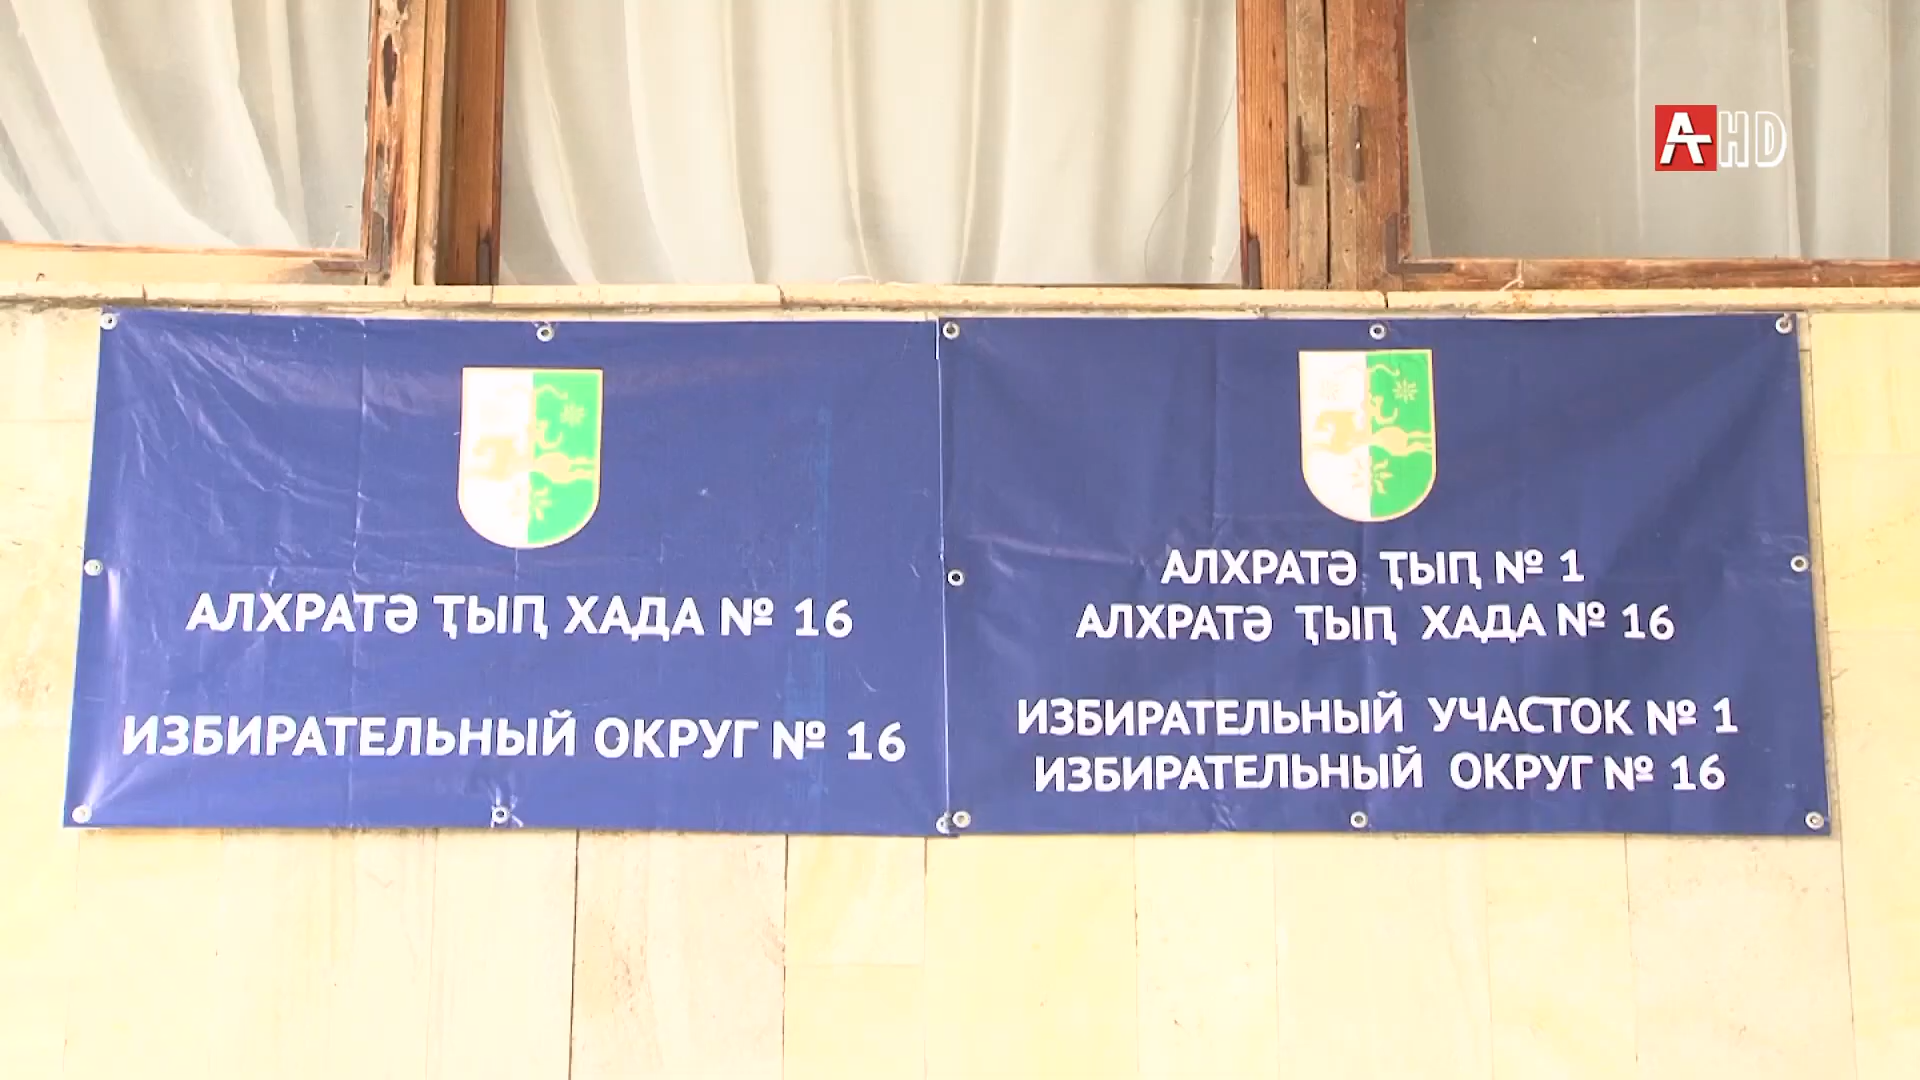 АЛХРАТӘ ҬЫԤ ХАДА № 16
ИЗБИРАТЕЛЬНЫЙ ОКРУГ № 16
АЛХРАТӘ ҬЫԤ № 1
АЛХРАТӘ ҬЫԤ ХАДА № 16
ИЗБИРАТЕЛЬНЫЙ УЧАСТОК № 1
ИЗБИРАТЕЛЬНЫЙ ОКРУГ № 16
HD